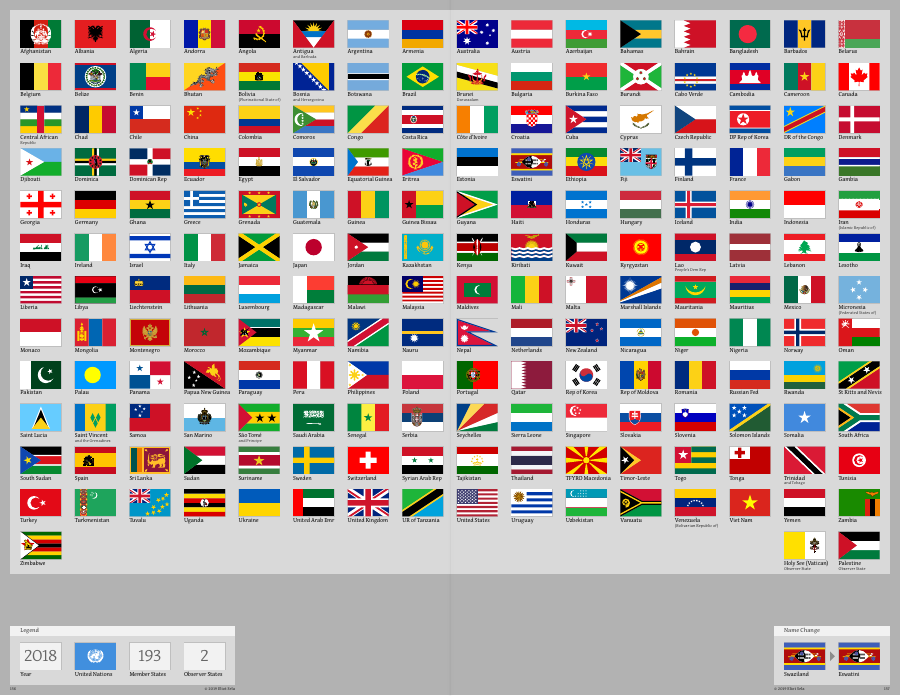 Afghanistan Albania Algeria Andorra Angola Antigua Argentina Armenia Australia Austria Azerbaijan Bahamas Bahrain Bangladesh Barbados Belarus
and Barbuda
Belgium Belize Benin Bhutan Bolivia Bosnia Botswana Brazil Brunei Bulgaria Burkina Faso Burundi Cabo Verde Cambodia Cameroon Canada
(Plurinational State of) and Herzegovina Darussalam
Central African Chad Chile China Colombia Comoros Congo Costa Rica Côte d'Ivoire Croatia Cuba Cyprus Czech Republic DP Rep of Korea DR of the Congo Denmark
Republic
Djibouti Dominica Dominican Rep Ecuador Egypt El Salvador Equatorial Guinea Eritrea Estonia Eswatini Ethiopia Fiji Finland France Gabon Gambia
Georgia Germany Ghana Greece Grenada Guatemala Guinea Guinea Bissau Guyana Haiti Honduras Hungary Iceland India Indonesia Iran
(Islamic Republic of)
Iraq Ireland Israel Italy Jamaica Japan Jordan Kazakhstan Kenya Kiribati Kuwait Kyrgyzstan Lao Latvia Lebanon Lesotho
People's Dem Rep
Liberia Libya Liechtenstein Lithuania Luxembourg Madagascar Malawi Malaysia Maldives Mali Malta Marshall Islands Mauritania Mauritius Mexico Micronesia
(Federated States of)
Monaco Mongolia Montenegro Morocco Mozambique Myanmar Namibia Nauru Nepal Netherlands New Zealand Nicaragua Niger Nigeria Norway Oman
Pakistan Palau Panama Papua New Guinea Paraguay Peru Philippines Poland Portugal Qatar Rep of Korea Rep of Moldova Romania Russian Fed Rwanda St Kitts and Nevis
Saint Lucia Saint Vincent Samoa San Marino São Tomé Saudi Arabia Senegal Serbia Seychelles Sierra Leone Singapore Slovakia Slovenia Solomon Islands Somalia South Africa
and the Grenadines and Principe
South Sudan Spain Sri Lanka Sudan Suriname Sweden Switzerland Syrian Arab Rep Tajikistan Thailand TFYRO Macedonia Timor-Leste Togo Tonga Trinidad Tunisia
and Tobago
Turkey Turkmenistan Tuvalu Uganda Ukraine United Arab Emr United Kingdom UR of Tanzania United States Uruguay Uzbekistan Vanuatu Venezuela Viet Nam Yemen Zambia
(Bolivarian Republic of)
Zimbabwe Holy See (Vatican) Palestine
Observer State Observer State
Legend Name Change
2018 193 2
Year United Nations Member States Observer States Swaziland Eswatini